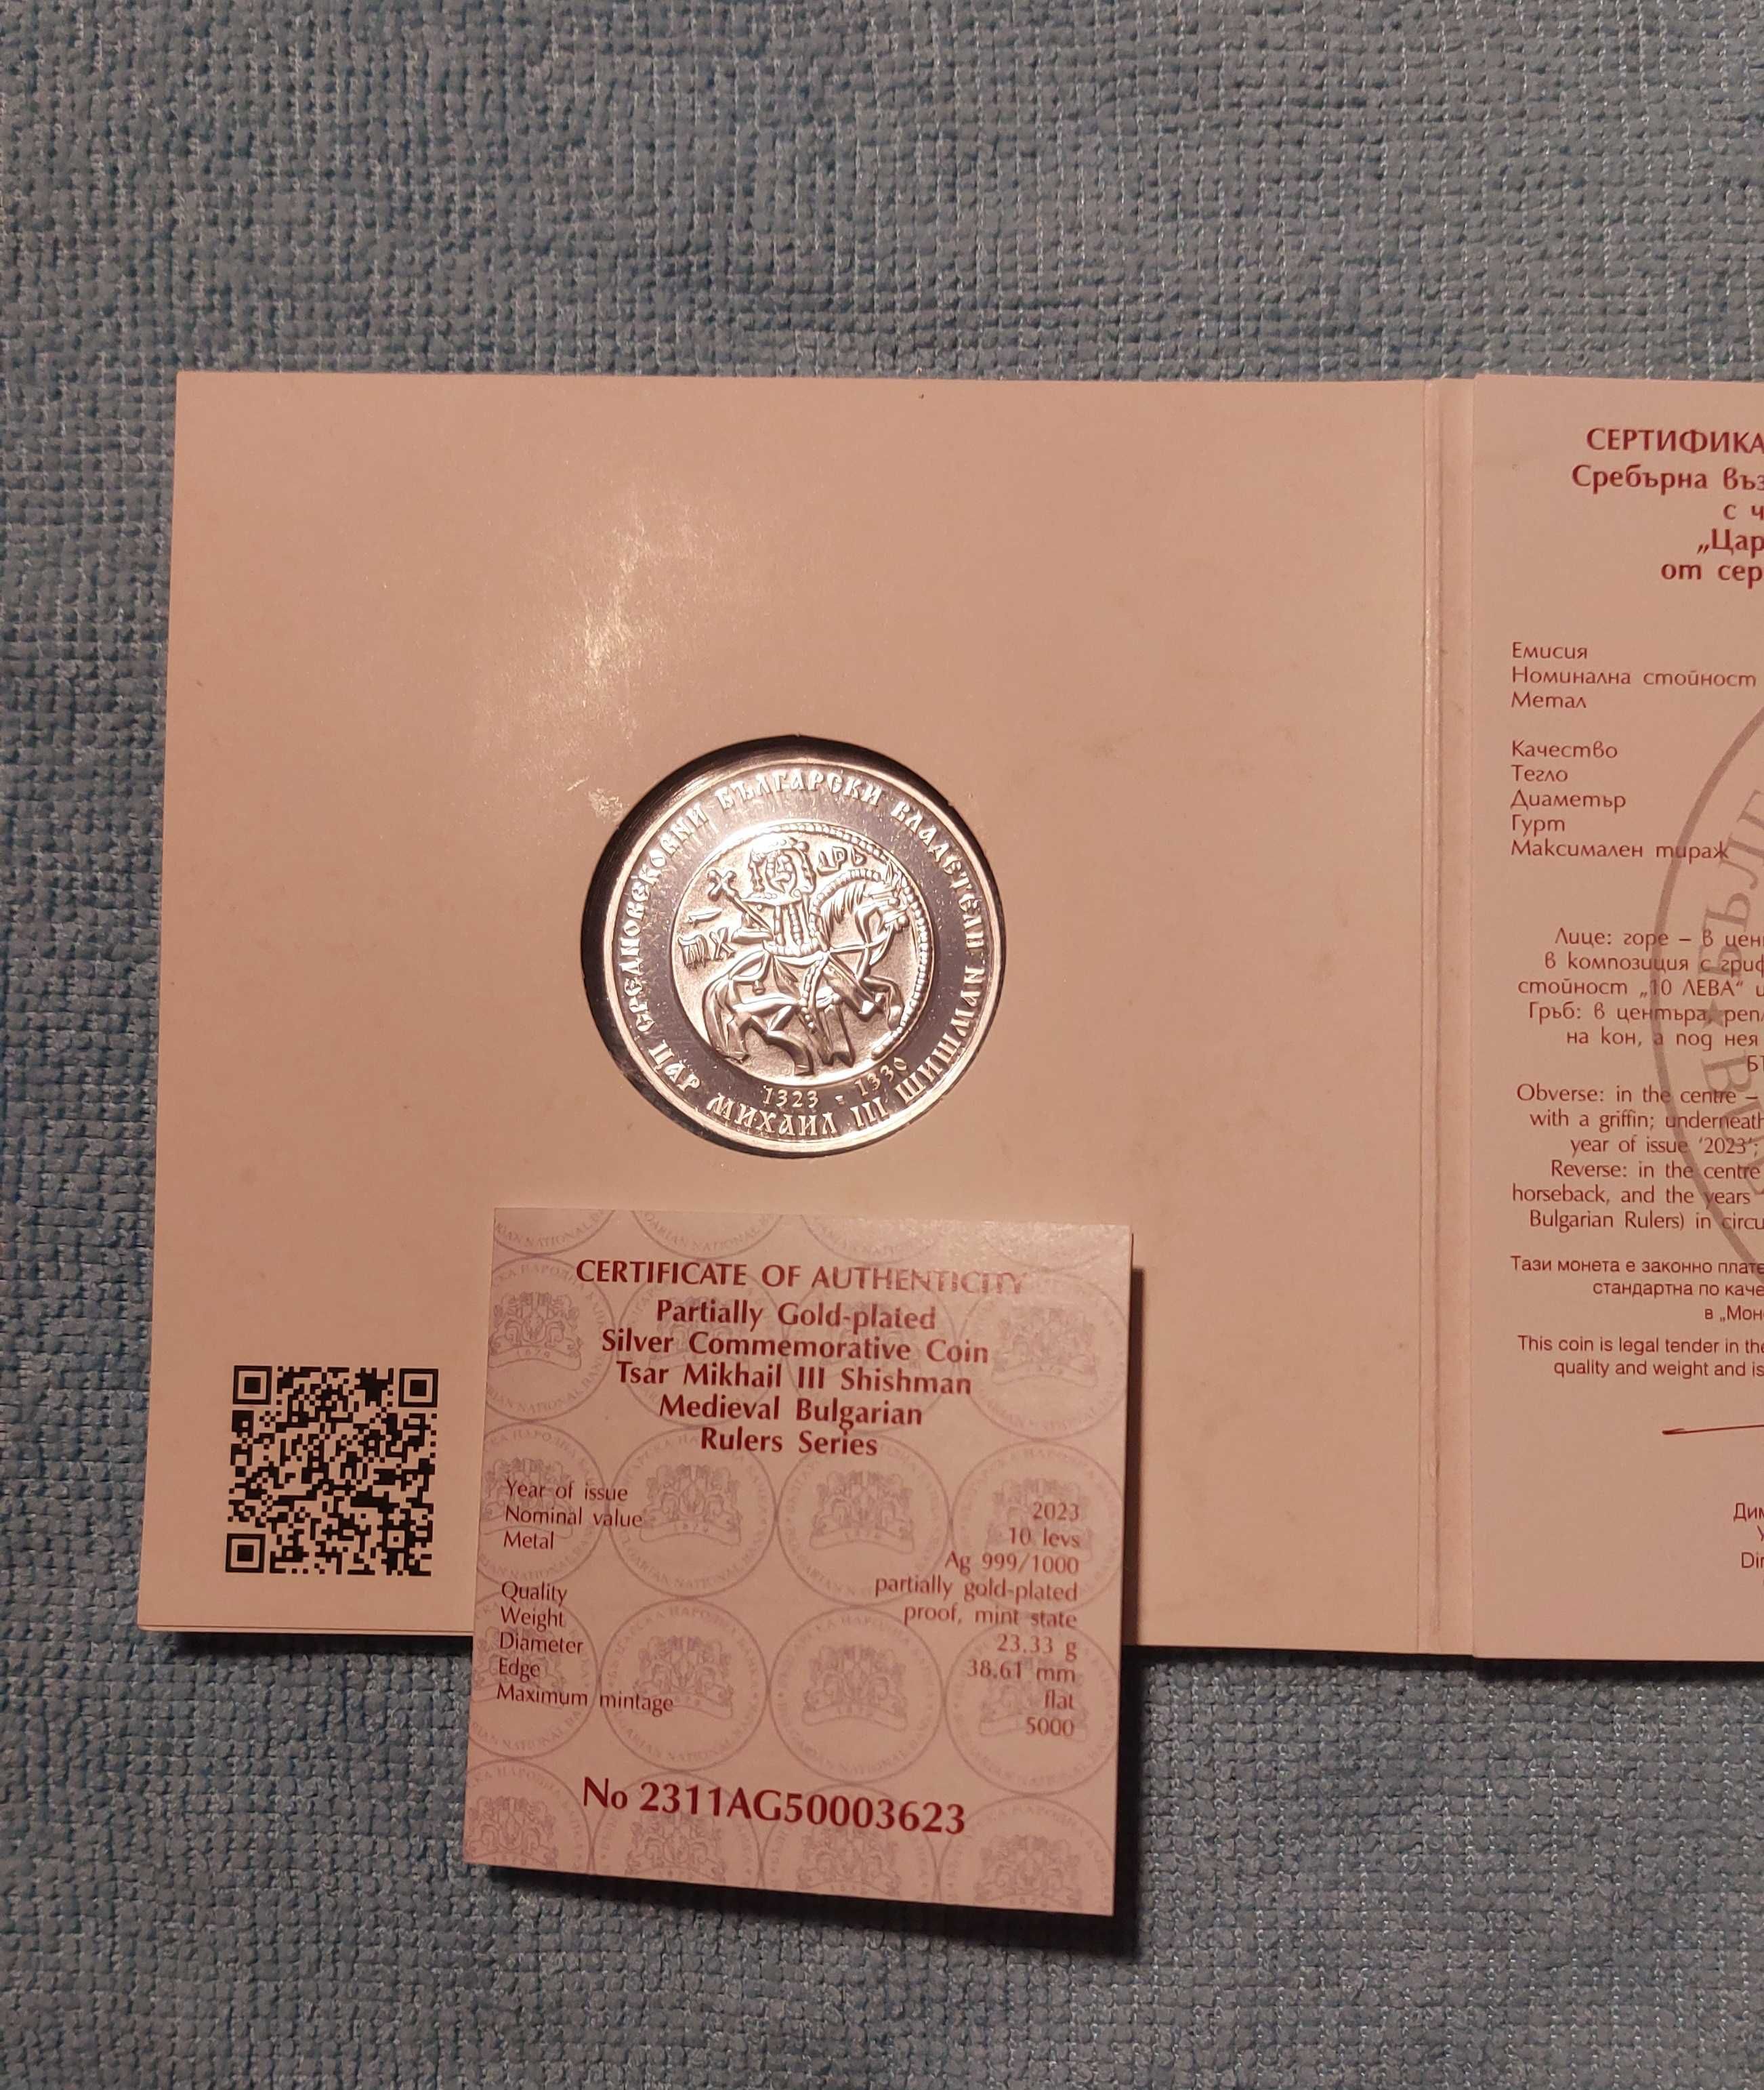 СРЕДНОВЕКОВНИ БЪЛГАРСКИ ВЛАДЕТЕЛИ
ЦАР МИХАИЛ III ШИШМАН
1323 - 1330
CERTIFICATE OF AUTHENTICITY
Partially Gold-plated
Silver Commemorative Coin
Tsar Mikhail III Shishman
Medieval Bulgarian
Rulers Series
Year of issue 2023
Nominal value 10 levs
Metal Ag 999/1000
partially gold-plated
Quality proof, mint state
Weight 23.33 g
Diameter 38.61 mm
Edge flat
Maximum mintage 5000
No 2311AG50003623
СЕРТИФИКА
Сребърна въз
с ч
„Цар
от сер
Емисия
Номинална стойност
Метал
Качество
Тегло
Диаметър
Гурт
Максимален тираж
Лице: горе – в цен
в композиция с гриф
стойност „10 ЛЕВА“ и
Гръб: в центъра, репл
на кон, а под нея
Obverse: in the centre –
with a griffin; underneath
year of issue ‘2023’;
Reverse: in the centre
horseback, and the years
Bulgarian Rulers) in circu
Тази монета е законно плате
стандартна по каче
в „Мон
This coin is legal tender in the
quality and weight and is
Дим
Dir